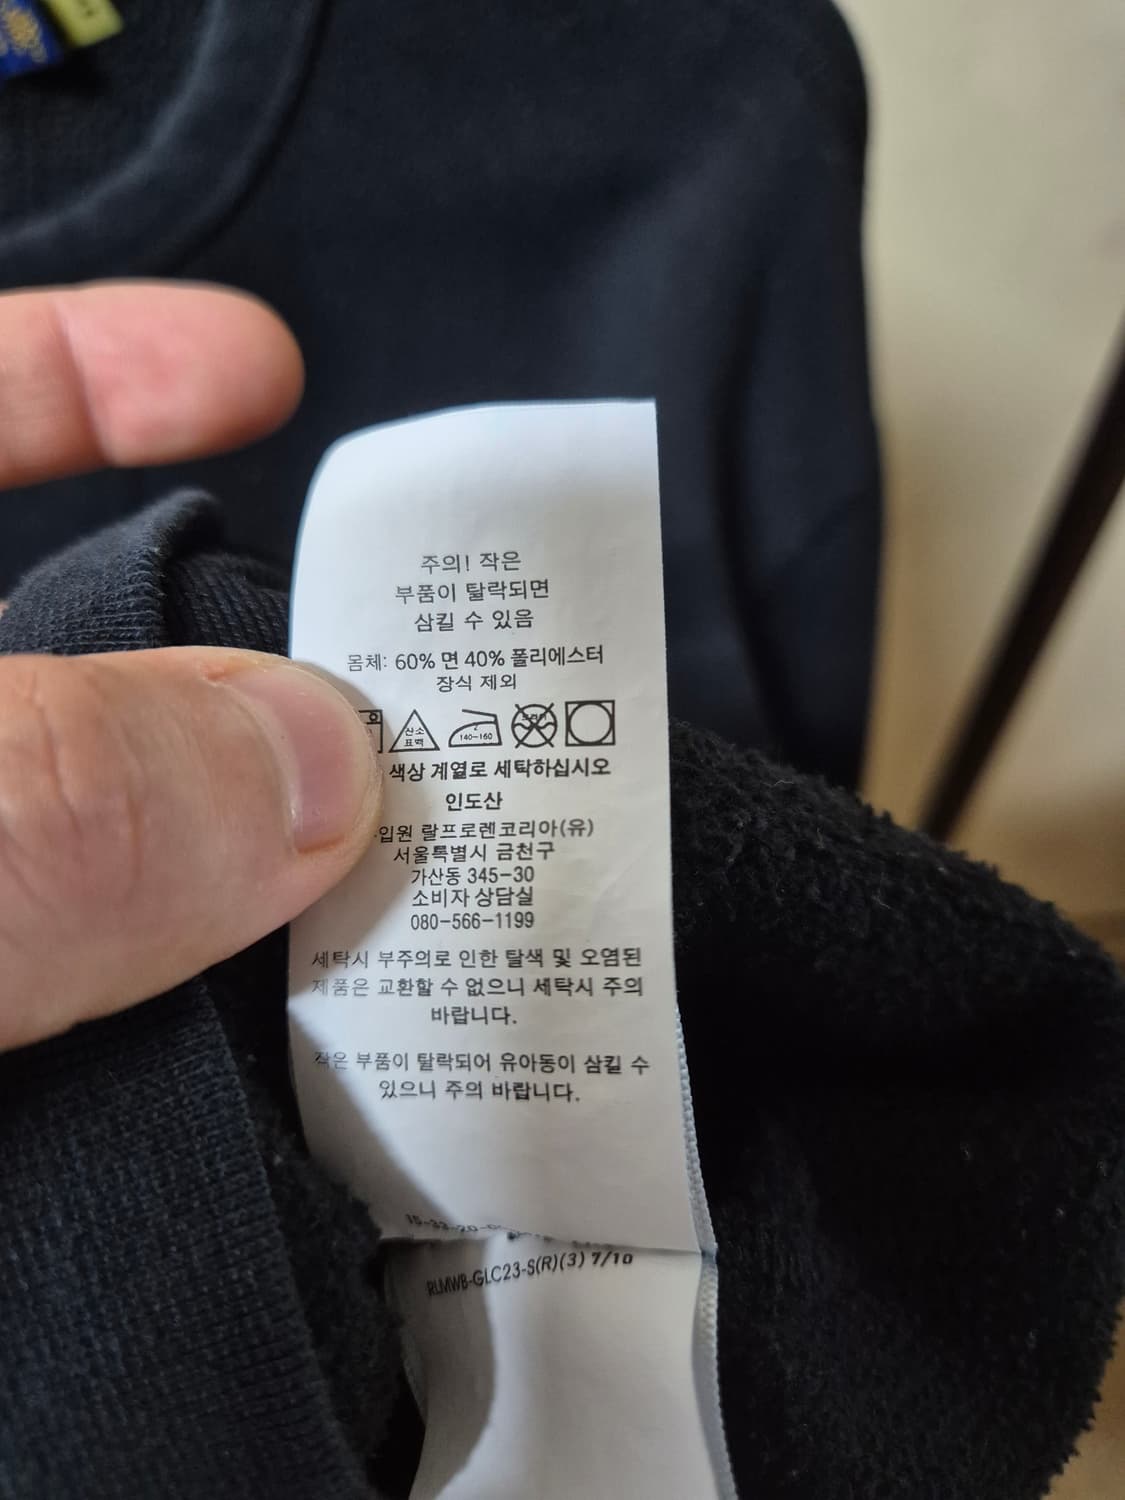 주의! 작은
부품이 탈락되면
삼킬 수 있음
몸체: 60% 면 40% 폴리에스터
장식 제외
산소
표백
140~160
드라이
색상 계열로 세탁하십시오
인도산
입원 랄프로렌코리아(유)
서울특별시 금천구
가산동 345-30
소비자 상담실
080-566-1199
세탁시 부주의로 인한 탈색 및 오염된
제품은 교환할 수 없으니 세탁시 주의
바랍니다.
작은 부품이 탈락되어 유아동이 삼킬 수
있으니 주의 바랍니다.
RLMWB-GLC23-S(R)(3) 7/10